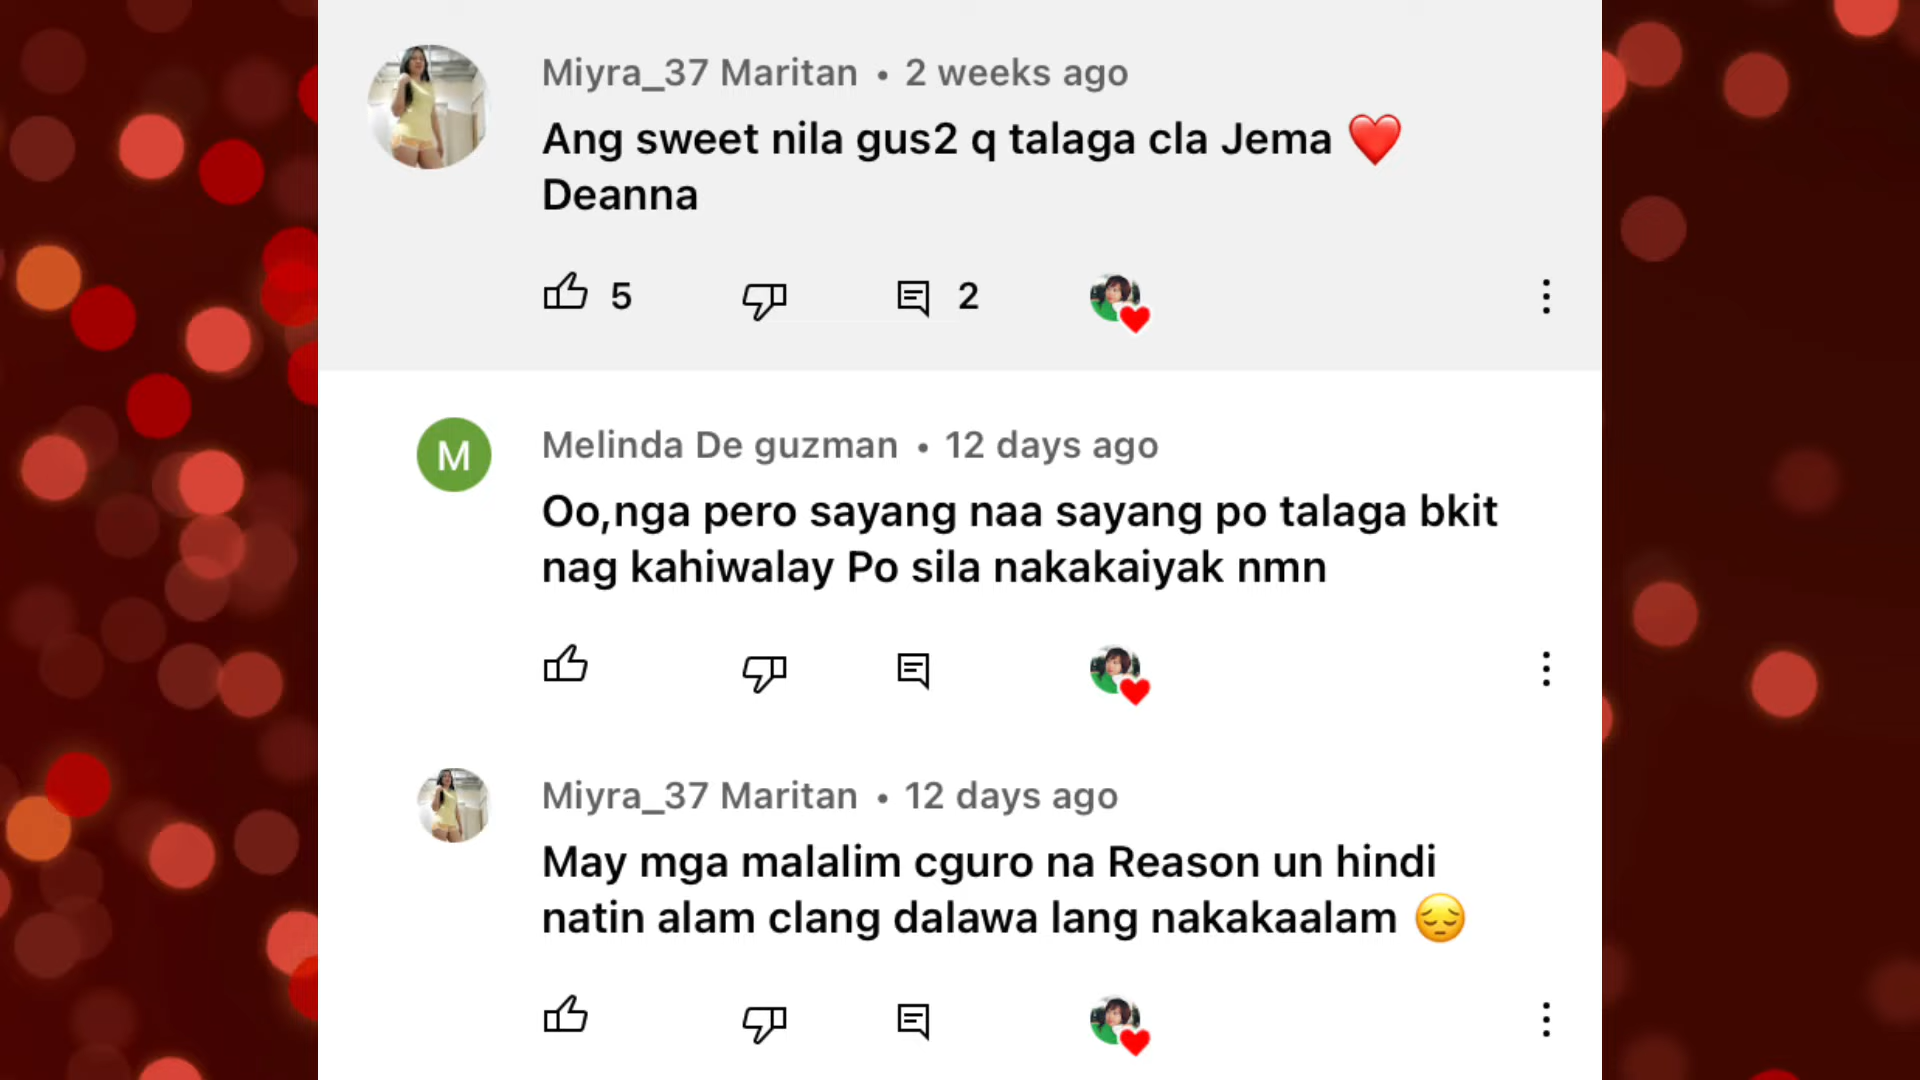 Miyra_37 Maritan • 2 weeks ago
Ang sweet nila gus2 q talaga cla Jema ❤️
Deanna
5 2
M
Melinda De guzman • 12 days ago
Oo,nga pero sayang naa sayang po talaga bkit
nag kahiwalay Po sila nakakaiyak nmn
Miyra_37 Maritan • 12 days ago
May mga malalim cguro na Reason un hindi
natin alam clang dalawa lang nakakaalam 😔